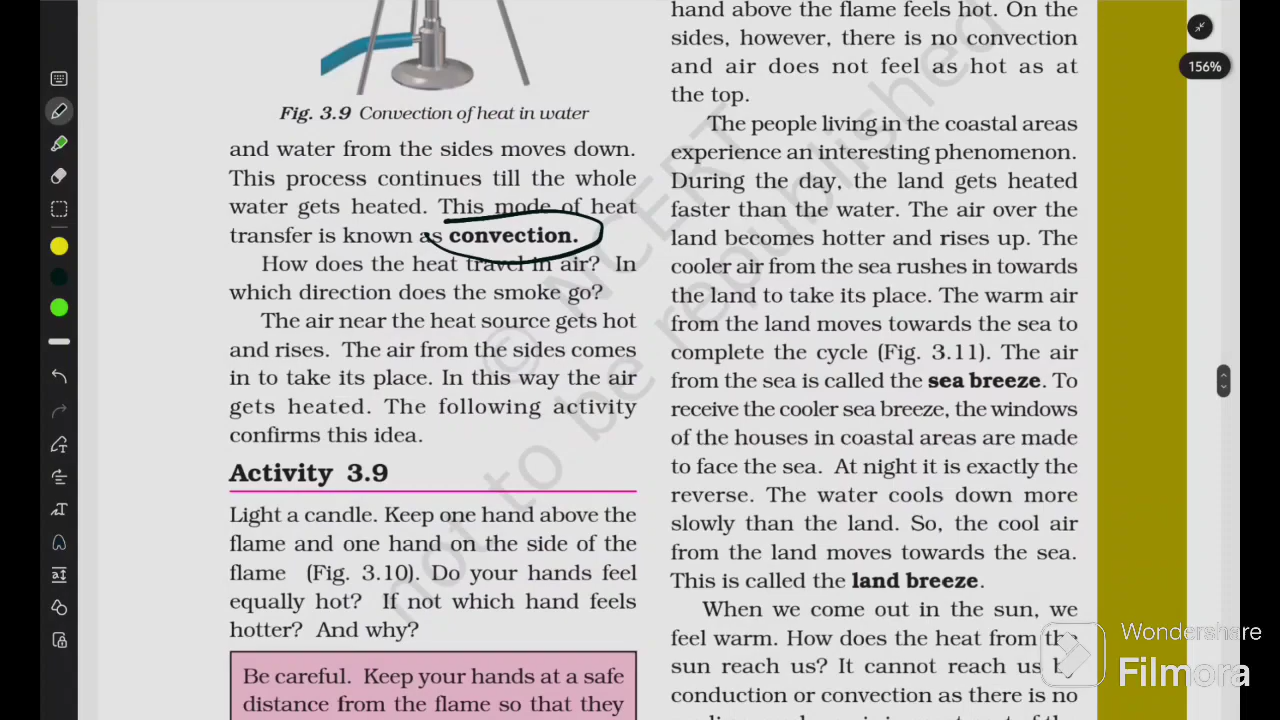 Fig. 3.9 Convection of heat in water
and water from the sides moves down.
This process continues till the whole
water gets heated. This mode of heat
transfer is known as convection.
How does the heat travel in air? In
which direction does the smoke go?
The air near the heat source gets hot
and rises. The air from the sides comes
in to take its place. In this way the air
gets heated. The following activity
confirms this idea.
Activity 3.9
Light a candle. Keep one hand above the
flame and one hand on the side of the
flame (Fig. 3.10). Do your hands feel
equally hot? If not which hand feels
hotter? And why?
Be careful. Keep your hands at a safe
distance from the flame so that they
hand above the flame feels hot. On the
sides, however, there is no convection
and air does not feel as hot as at
the top.
The people living in the coastal areas
experience an interesting phenomenon.
During the day, the land gets heated
faster than the water. The air over the
land becomes hotter and rises up. The
cooler air from the sea rushes in towards
the land to take its place. The warm air
from the land moves towards the sea to
complete the cycle (Fig. 3.11). The air
from the sea is called the sea breeze. To
receive the cooler sea breeze, the windows
of the houses in coastal areas are made
to face the sea. At night it is exactly the
reverse. The water cools down more
slowly than the land. So, the cool air
from the land moves towards the sea.
This is called the land breeze.
When we come out in the sun, we
feel warm. How does the heat from the
sun reach us? It cannot reach us
conduction or convection as there is no
© NCERT
not to be republished
156%
Wondershare
Filmora